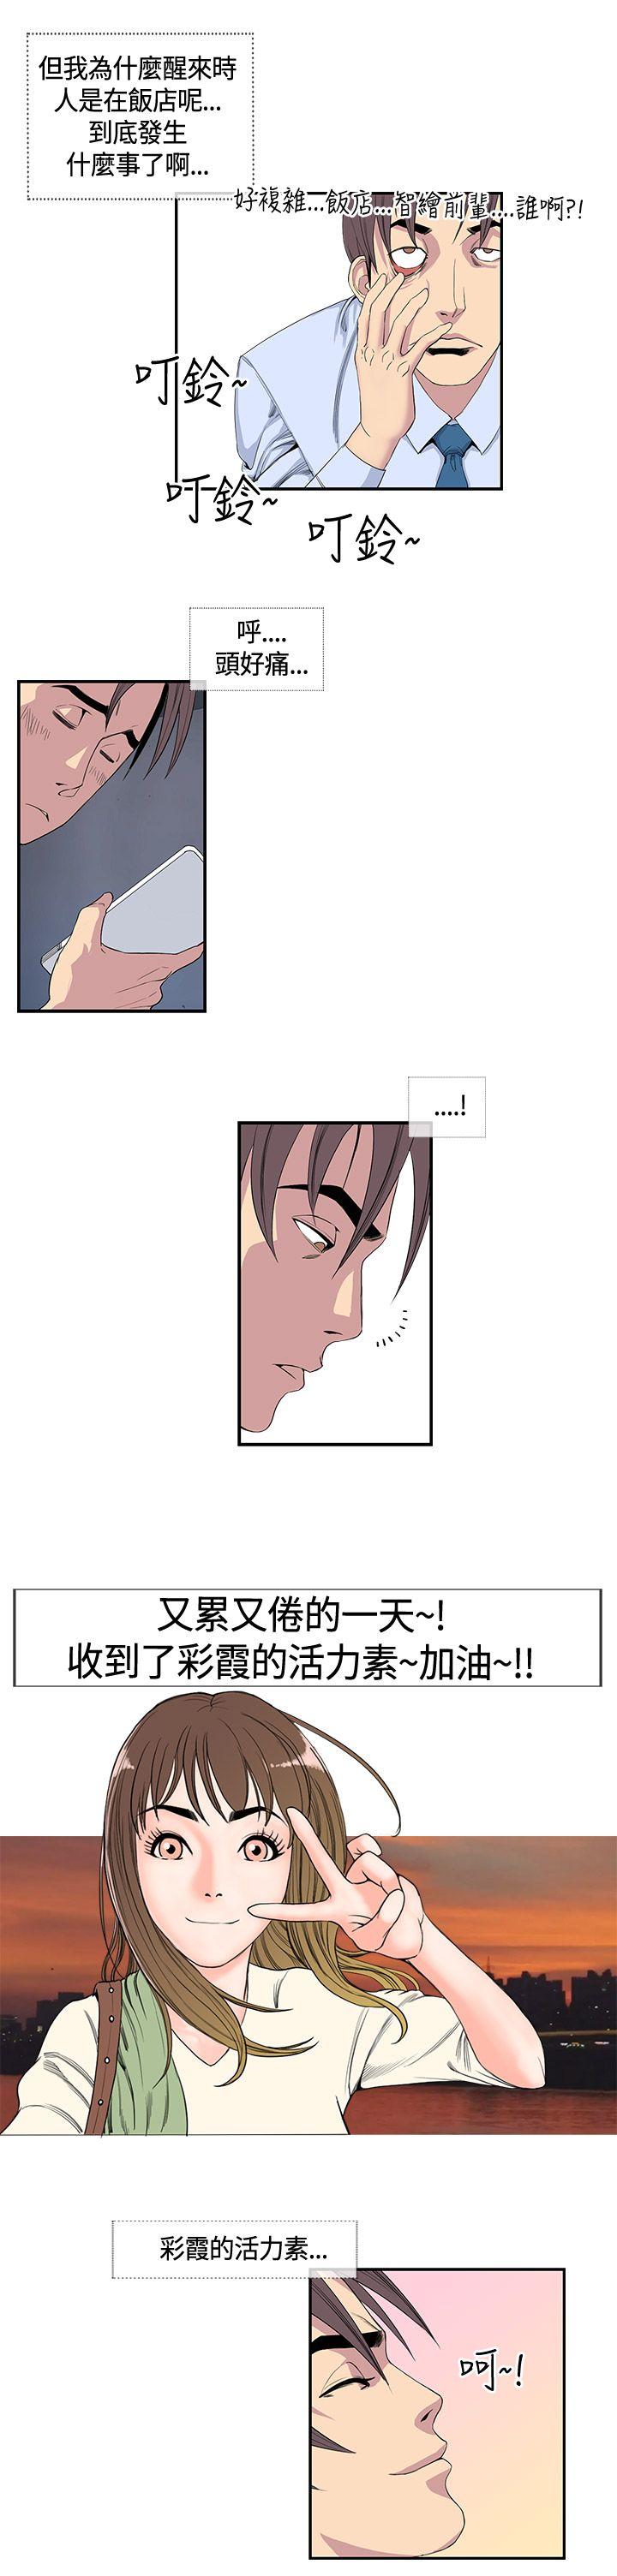 但我為什麼醒來時
人是在飯店呢...
到底發生
什麼事了啊...
好複雜...飯店...智繪前輩....誰啊?!
叮鈴~
叮鈴~
叮鈴~
呼....
頭好痛...
....!
又累又倦的一天~!
收到了彩霞的活力素~加油~!!
彩霞的活力素...
呵~!